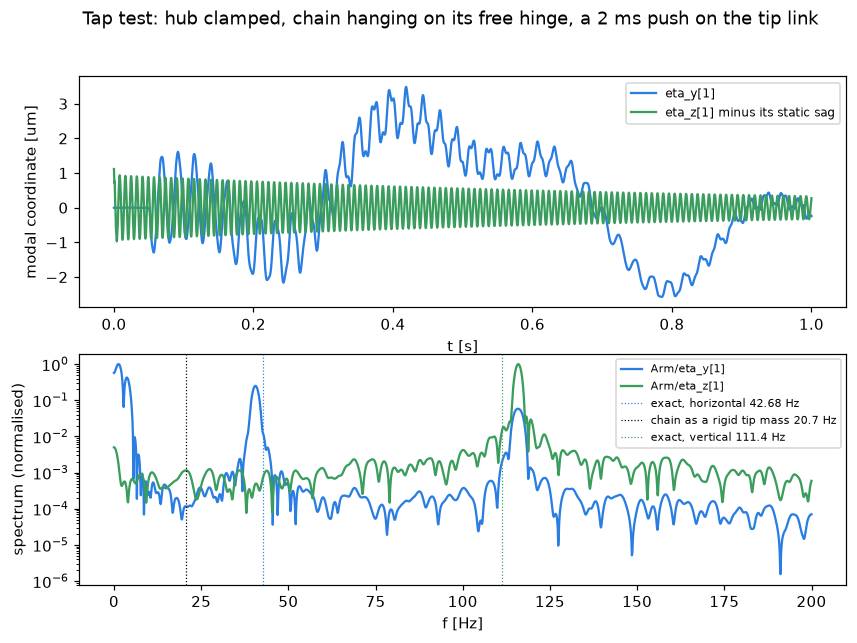 Tap test: hub clamped, chain hanging on its free hinge, a 2 ms push on the tip link
modal coordinate [um]
3
2
1
0
−1
−2
eta_y[1]
eta_z[1] minus its static sag
0.0 0.2 0.4 0.6 0.8 1.0
t [s]
spectrum (normalised)
10⁰
10⁻¹
10⁻²
10⁻³
10⁻⁴
10⁻⁵
10⁻⁶
Arm/eta_y[1]
Arm/eta_z[1]
exact, horizontal 42.68 Hz
chain as a rigid tip mass 20.7 Hz
exact, vertical 111.4 Hz
0 25 50 75 100 125 150 175 200
f [Hz]